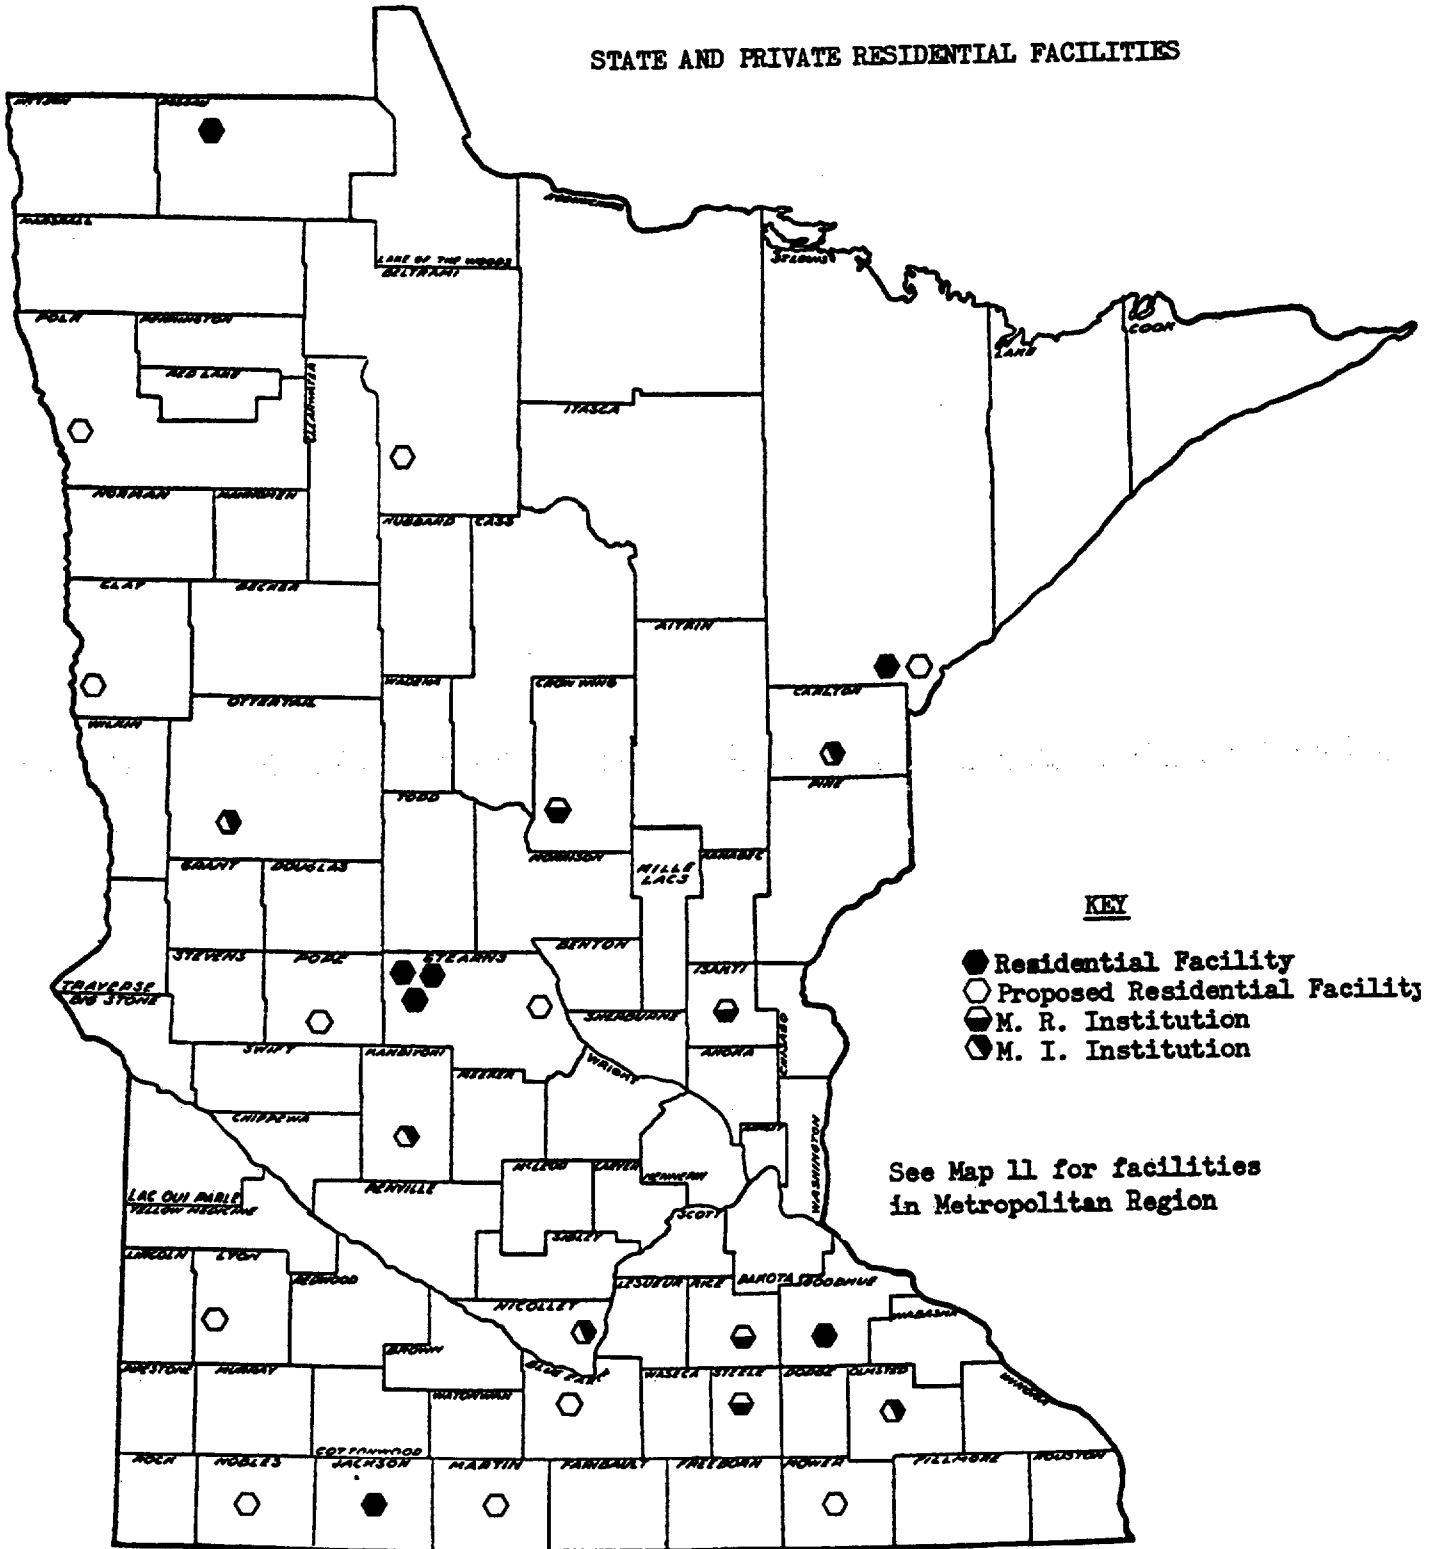 STATE AND PRIVATE RESIDENTIAL FACILITIES
KITTSON ROSEAU
KOOCHICHING
MARSHALL
LAKE OF THE WOODS
BELTRAMI
ST. LOUIS
POLK PENNINGTON
COOK
LAKE
RED LAKE
CLEARWATER
ITASCA
NORMAN MAHNOMEN
HUBBARD CASS
CLAY BECKER
AITKIN
WADENA CROW WING
CARLTON
OTTERTAIL
WILKIN
PINE
TODD
GRANT DOUGLAS
MORRISON
MILLE
LACS
KANABEC
KEY
STEVENS POPE STEARNS
BENTON
ISANTI
Residential Facility
TRAVERSE
BIG STONE
Proposed Residential Facility
SHERBURNE
M. R. Institution
CHISAGO
SWIFT KANDIYOHI
ANOKA
M. I. Institution
WRIGHT
MEEKER
CHIPPEWA
RAMSEY
WASHINGTON
MCLEOD CARVER
HENNEPIN
See Map 11 for facilities
in Metropolitan Region
LAC QUI PARLE
YELLOW MEDICINE
RENVILLE
SCOTT
SIBLEY
LINCOLN LYON
REDWOOD
LESUEUR RICE DAKOTA GOODHUE
NICOLLET
WABASHA
BROWN
PIPESTONE MURRAY
BLUE EARTH
WASECA STEELE DODGE OLMSTED
WINONA
WATONWAN
COTTONWOOD
ROCK NOBLES JACKSON MARTIN FARIBAULT FREEBORN MOWER FILLMORE HOUSTON